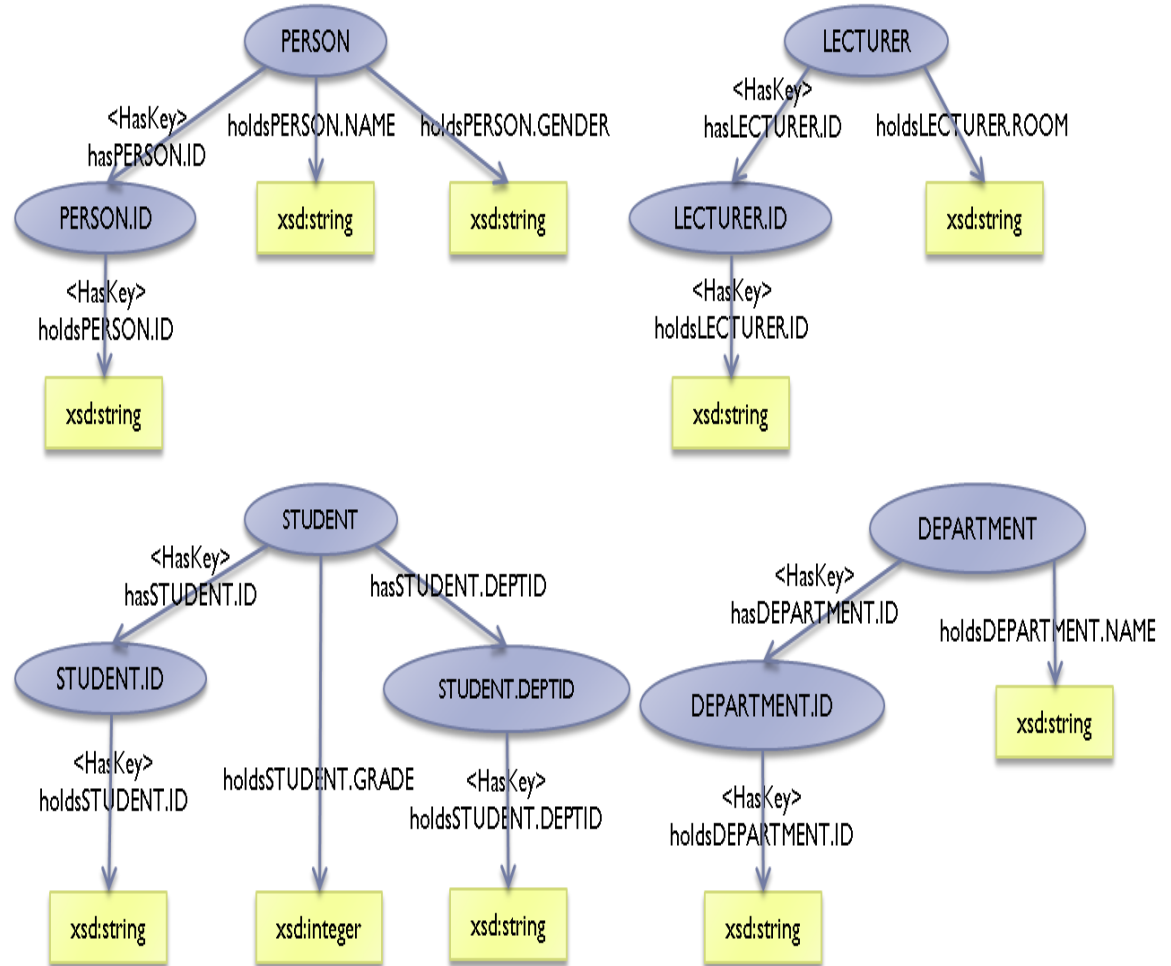 PERSON
<HasKey>
hasPERSON.ID
holdsPERSON.NAME
holdsPERSON.GENDER
PERSON.ID
xsd:string
xsd:string
<HasKey>
holdsPERSON.ID
xsd:string
LECTURER
<HasKey>
hasLECTURER.ID
holdsLECTURER.ROOM
LECTURER.ID
xsd:string
<HasKey>
holdsLECTURER.ID
xsd:string
STUDENT
<HasKey>
hasSTUDENT.ID
hasSTUDENT.DEPTID
STUDENT.ID
STUDENT.DEPTID
<HasKey>
holdsSTUDENT.ID
holdsSTUDENT.GRADE
<HasKey>
holdsSTUDENT.DEPTID
xsd:string
xsd:integer
xsd:string
DEPARTMENT
<HasKey>
hasDEPARTMENT.ID
holdsDEPARTMENT.NAME
DEPARTMENT.ID
xsd:string
<HasKey>
holdsDEPARTMENT.ID
xsd:string